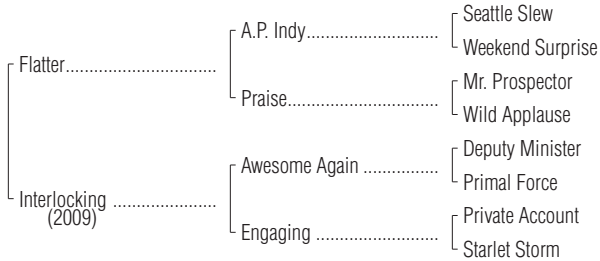 Seattle Slew
A.P. Indy..............................
Weekend Surprise
Flatter..................................
Mr. Prospector
Praise..................................
Wild Applause
Deputy Minister
Awesome Again .................
Primal Force
Interlocking .......................
(2009)
Private Account
Engaging ............................
Starlet Storm